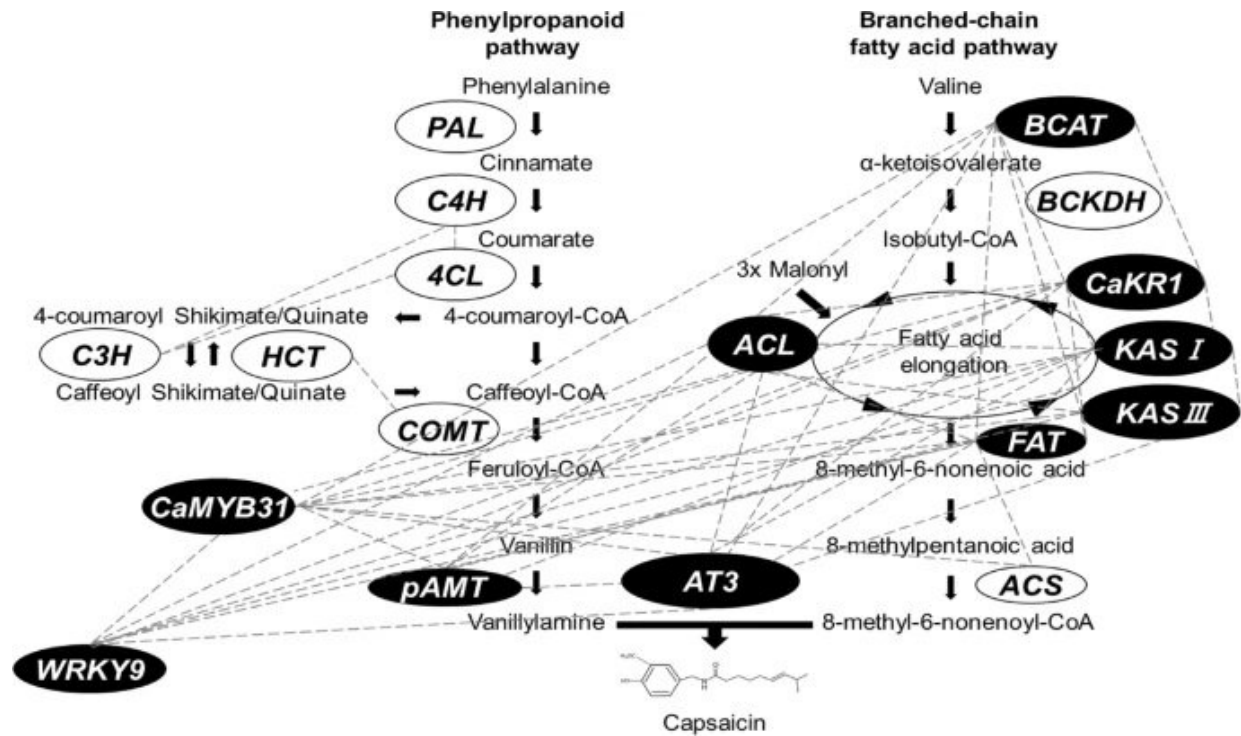 Phenylpropanoid
pathway
Branched-chain
fatty acid pathway
Phenylalanine
Valine
PAL
BCAT
Cinnamate
α-ketoisovalerate
C4H
BCKDH
Coumarate
Isobutyl-CoA
4CL
3x Malonyl
CaKR1
4-coumaroyl Shikimate/Quinate
4-coumaroyl-CoA
C3H
HCT
ACL
Fatty acid
elongation
KAS I
Caffeoyl Shikimate/Quinate
Caffeoyl-CoA
KAS III
COMT
FAT
Feruloyl-CoA
8-methyl-6-nonenoic acid
CaMYB31
Vanillin
8-methylpentanoic acid
pAMT
AT3
ACS
Vanillylamine
8-methyl-6-nonenoyl-CoA
WRKY9
H₃CO
HO
O
N
H
Capsaicin